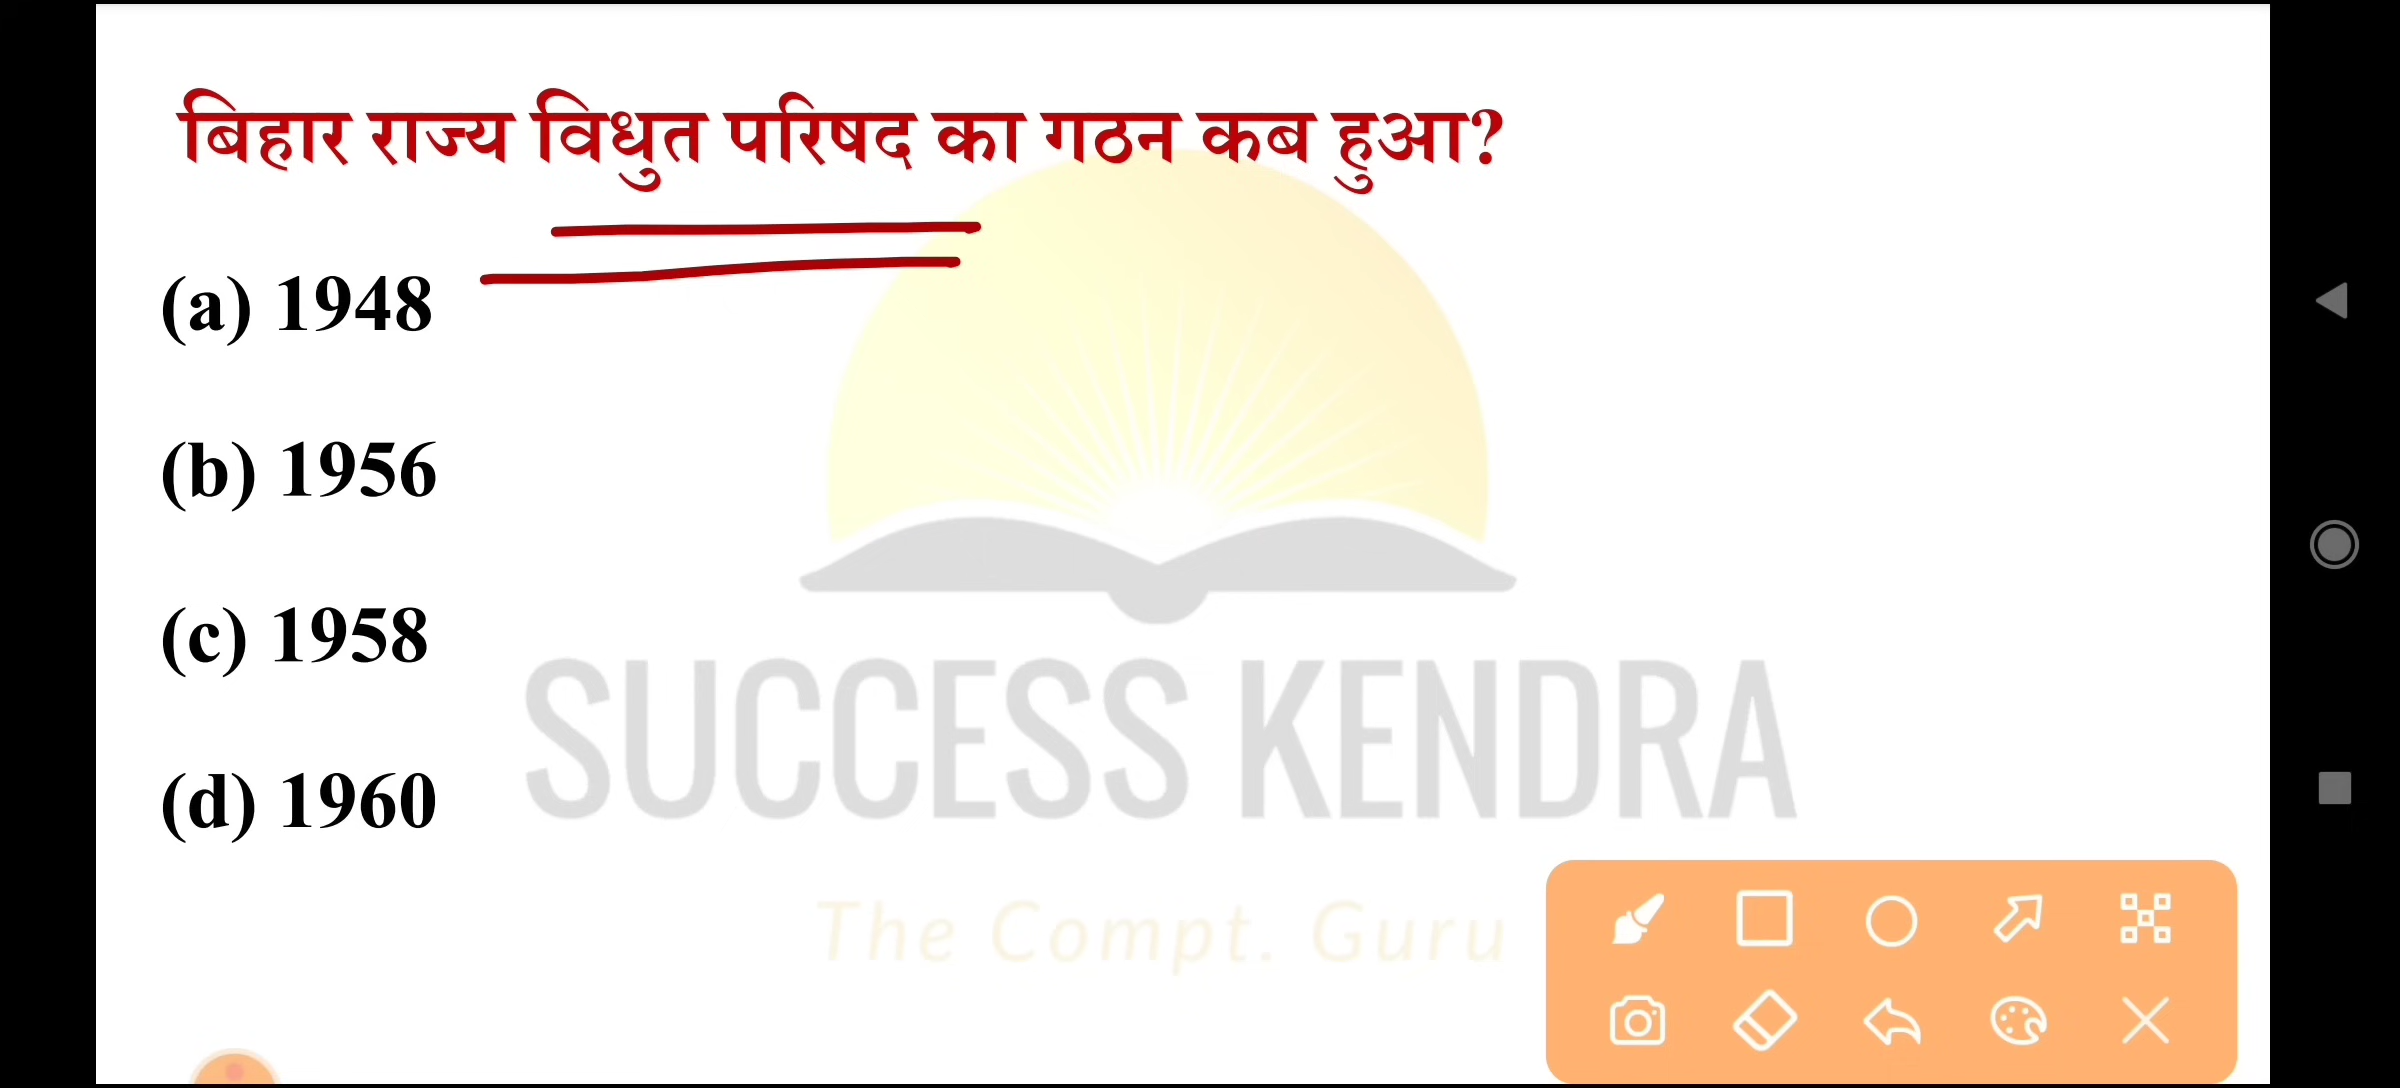 बिहार राज्य विधुत परिषद का गठन कब हुआ?
(a) 1948
(b) 1956
(c) 1958
(d) 1960
SUCCESS KENDRA
The Compt. Guru